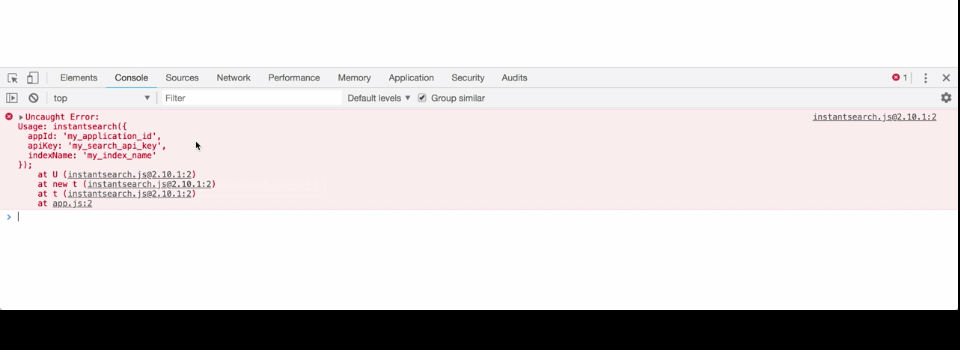 Elements Console Sources Network Performance Memory Application Security Audits 1
top Filter Default levels Group similar
Uncaught Error: instantsearch.js@2.10.1:2
Usage: instantsearch({
appId: 'my_application_id',
apiKey: 'my_search_api_key',
indexName: 'my_index_name'
});
at U (instantsearch.js@2.10.1:2)
at new t (instantsearch.js@2.10.1:2)
at t (instantsearch.js@2.10.1:2)
at app.js:2